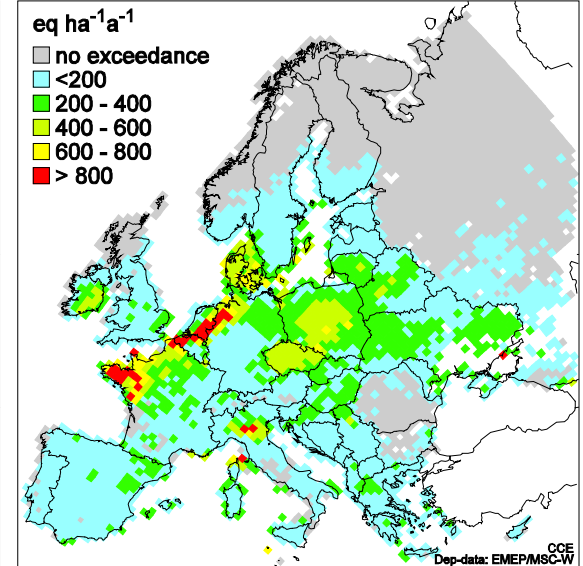 eq ha⁻¹a⁻¹
no exceedance
<200
200 - 400
400 - 600
600 - 800
> 800
CCE
Dep-data: EMEP/MSC-W